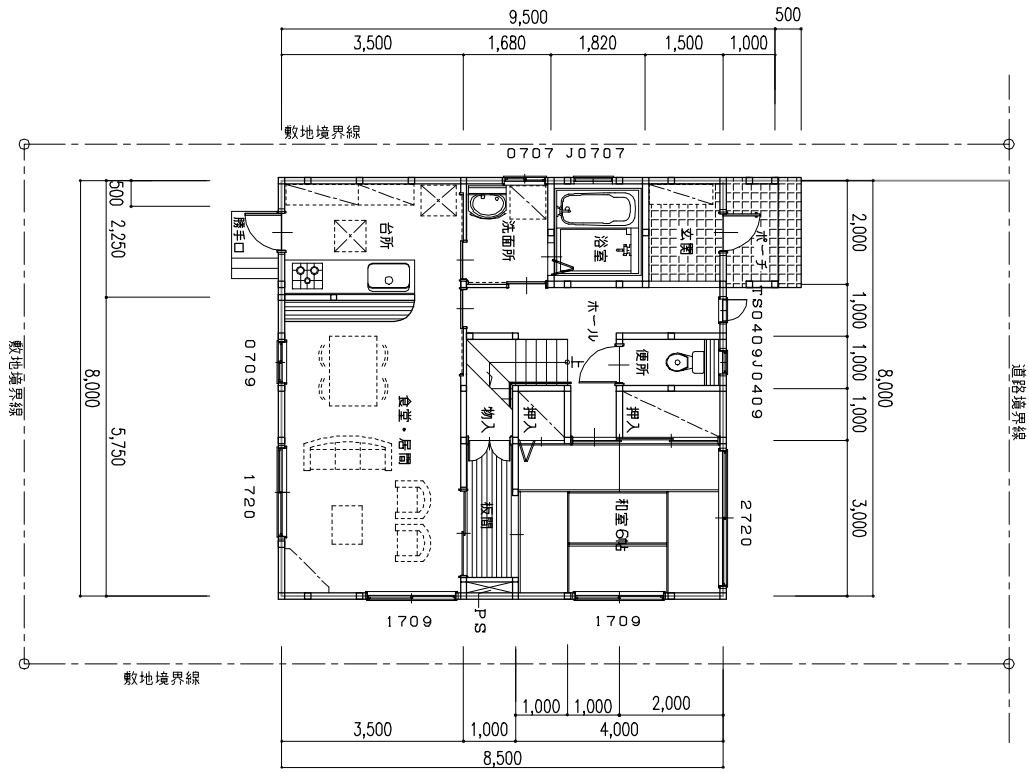 9,500
500
3,500
1,680
1,820
1,500
1,000
敷地境界線
0707 J0707
500
2,250
5,750
8,000
敷地境界線
勝手口
台所
洗面所
浴室
玄関
ポーチ
2,000
1,000
1,000
1,000
3,000
8,000
道路境界線
TS0409J0409
ホール
上
便所
0709
物入
押入
押入
食堂・居間
1720
板間
和室6帖
2720
1709
PS
1709
敷地境界線
1,000
1,000
2,000
3,500
1,000
4,000
8,500